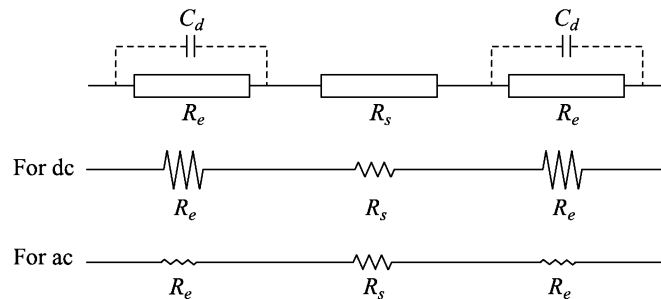 C_d C_d
R_e R_s R_e
For dc
R_e R_s R_e
For ac
R_e R_s R_e